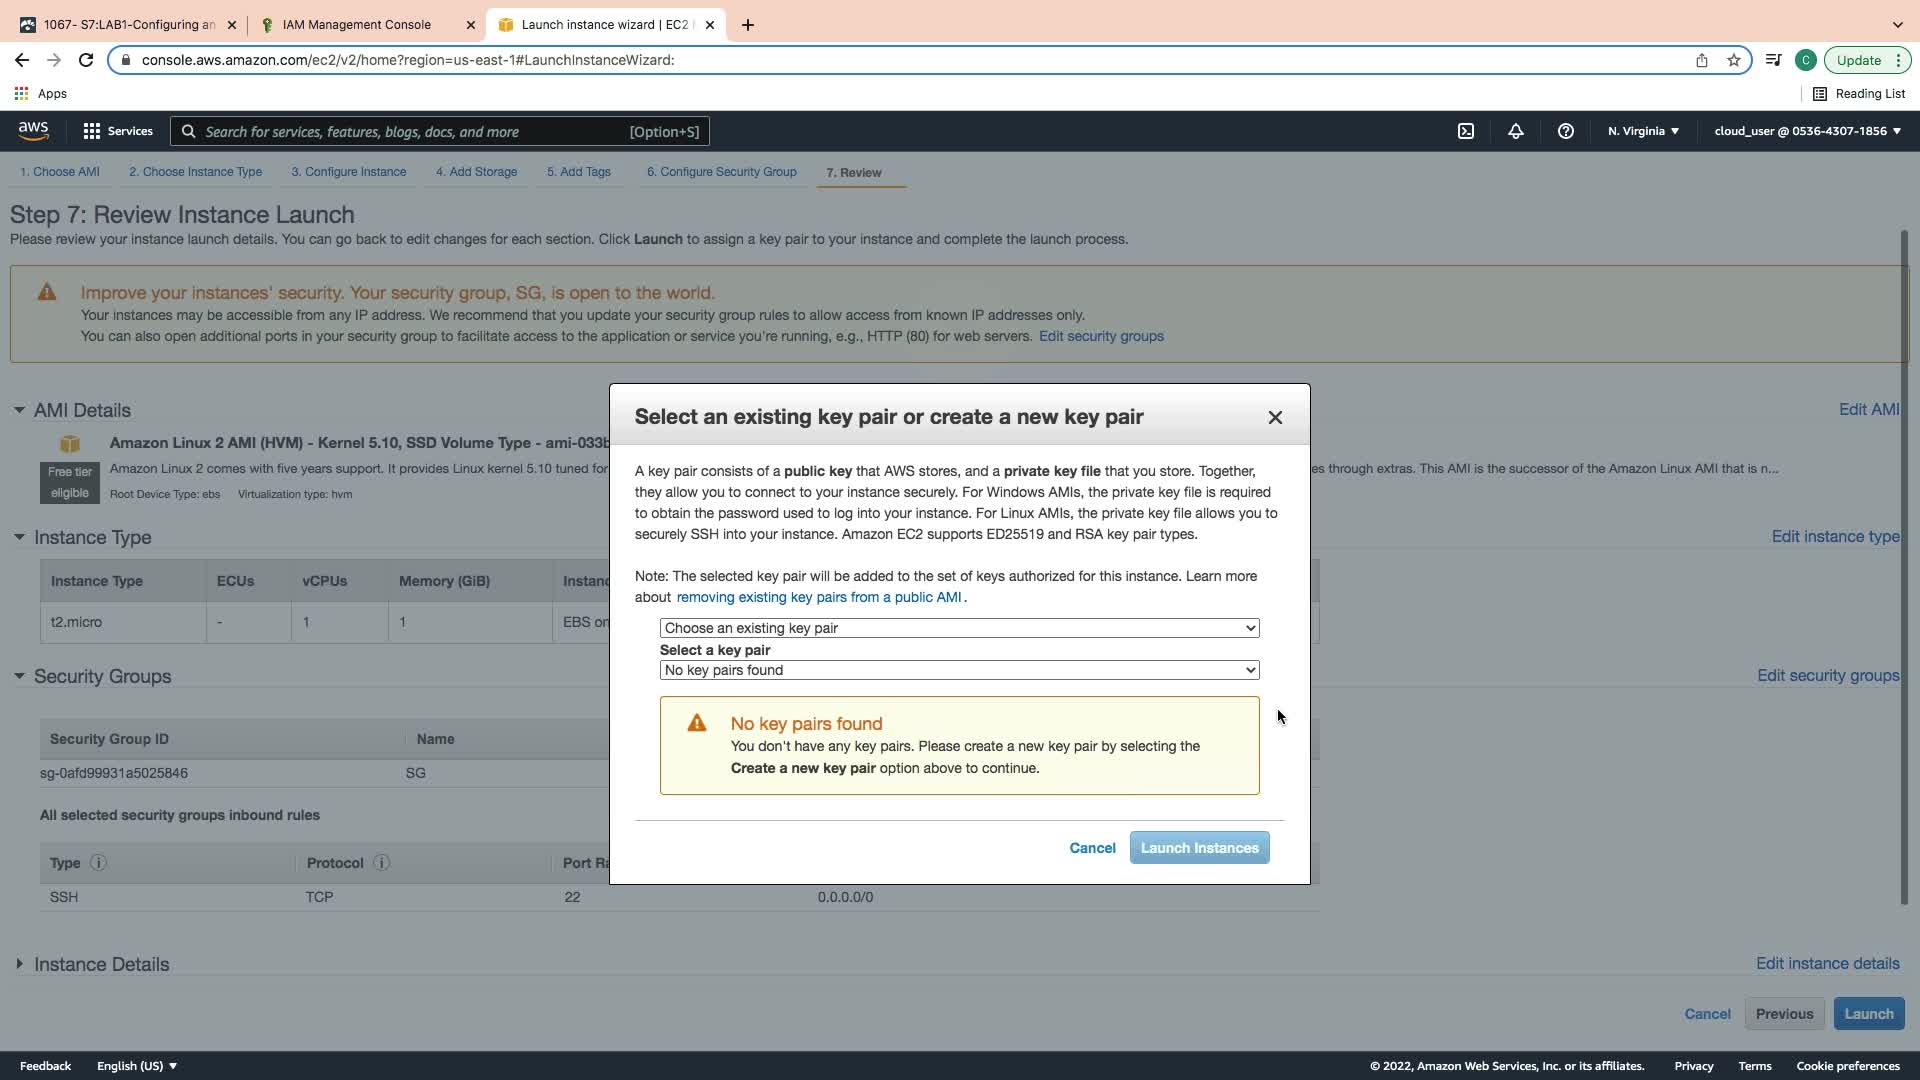 1067- S7:LAB1-Configuring an
IAM Management Console
Launch instance wizard | EC2
console.aws.amazon.com/ec2/v2/home?region=us-east-1#LaunchInstanceWizard:
C
Update
Apps
Reading List
aws
Services
Search for services, features, blogs, docs, and more
[Option+S]
N. Virginia
cloud_user @ 0536-4307-1856
1. Choose AMI
2. Choose Instance Type
3. Configure Instance
4. Add Storage
5. Add Tags
6. Configure Security Group
7. Review
Step 7: Review Instance Launch
Please review your instance launch details. You can go back to edit changes for each section. Click Launch to assign a key pair to your instance and complete the launch process.
Improve your instances' security. Your security group, SG, is open to the world.
Your instances may be accessible from any IP address. We recommend that you update your security group rules to allow access from known IP addresses only.
You can also open additional ports in your security group to facilitate access to the application or service you're running, e.g., HTTP (80) for web servers. Edit security groups
AMI Details
Edit AMI
Amazon Linux 2 AMI (HVM) - Kernel 5.10, SSD Volume Type - ami-033b
Free tier
eligible
Amazon Linux 2 comes with five years support. It provides Linux kernel 5.10 tuned for
es through extras. This AMI is the successor of the Amazon Linux AMI that is n...
Root Device Type: ebs Virtualization type: hvm
Instance Type
Edit instance type
Instance Type
ECUs
vCPUs
Memory (GiB)
Instanc
t2.micro
-
1
1
EBS on
Security Groups
Edit security groups
Security Group ID
Name
sg-0afd99931a5025846
SG
All selected security groups inbound rules
Type
Protocol
Port Ra
SSH
TCP
22
0.0.0.0/0
Instance Details
Edit instance details
Select an existing key pair or create a new key pair
A key pair consists of a public key that AWS stores, and a private key file that you store. Together,
they allow you to connect to your instance securely. For Windows AMIs, the private key file is required
to obtain the password used to log into your instance. For Linux AMIs, the private key file allows you to
securely SSH into your instance. Amazon EC2 supports ED25519 and RSA key pair types.
Note: The selected key pair will be added to the set of keys authorized for this instance. Learn more
about removing existing key pairs from a public AMI .
Choose an existing key pair
Select a key pair
No key pairs found
No key pairs found
You don't have any key pairs. Please create a new key pair by selecting the
Create a new key pair option above to continue.
Cancel
Launch Instances
Cancel
Previous
Launch
Feedback
English (US)
© 2022, Amazon Web Services, Inc. or its affiliates.
Privacy
Terms
Cookie preferences